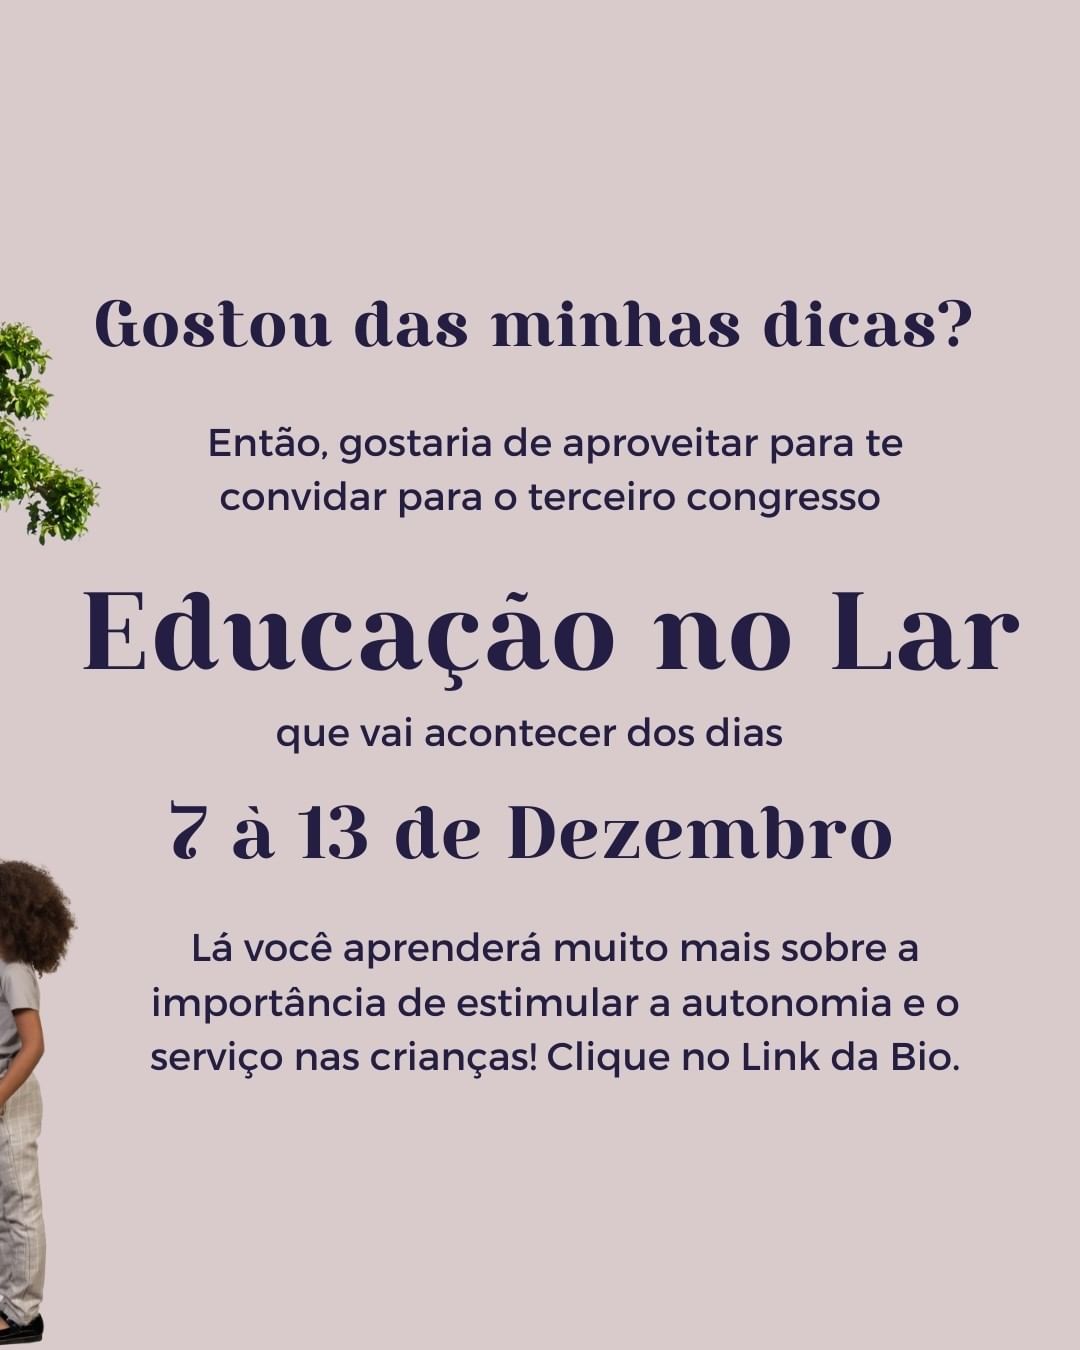 Gostou das minhas dicas?
Então, gostaria de aproveitar para te
convidar para o terceiro congresso
Educação no Lar
que vai acontecer dos dias
7 à 13 de Dezembro
Lá você aprenderá muito mais sobre a
importância de estimular a autonomia e o
serviço nas crianças! Clique no Link da Bio.